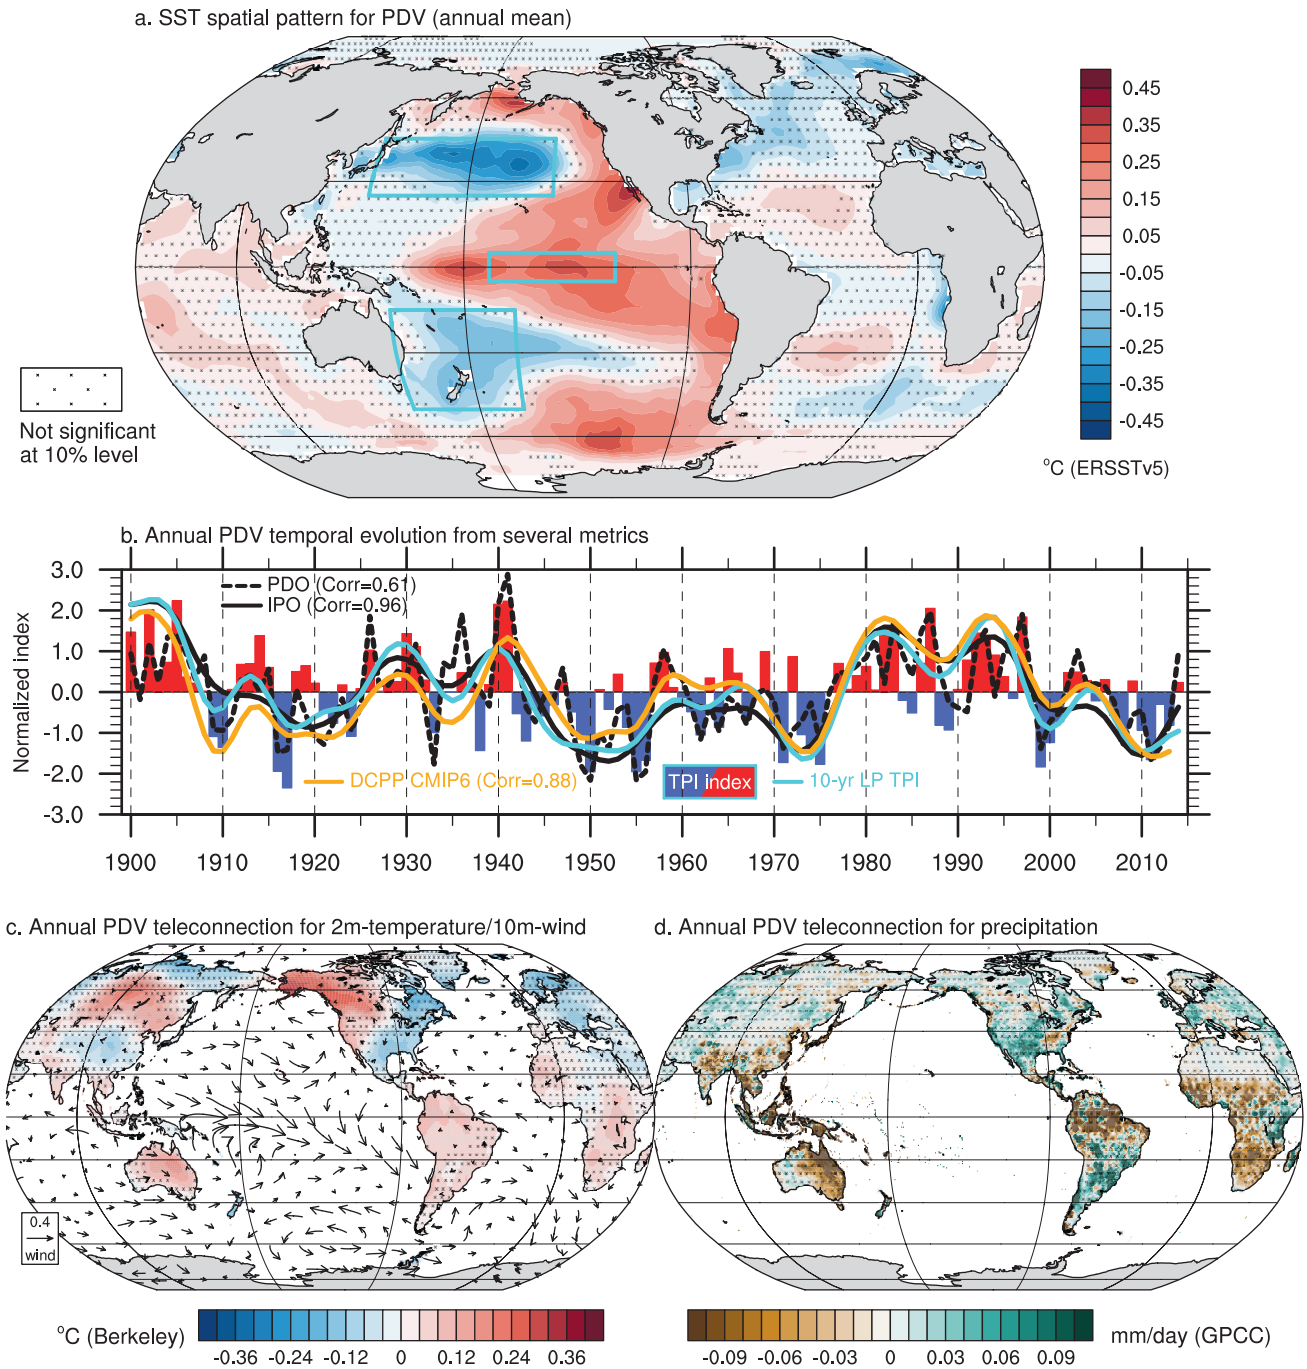 a. SST spatial pattern for PDV (annual mean)
0.45
0.35
0.25
0.15
0.05
-0.05
-0.15
-0.25
-0.35
-0.45
°C (ERSSTv5)
Not significant
at 10% level
b. Annual PDV temporal evolution from several metrics
Normalized index
3.0
2.0
1.0
0.0
-1.0
-2.0
-3.0
PDO (Corr=0.61)
IPO (Corr=0.96)
DCPP CMIP6 (Corr=0.88)
TPI index
10-yr LP TPI
1900 1910 1920 1930 1940 1950 1960 1970 1980 1990 2000 2010
c. Annual PDV teleconnection for 2m-temperature/10m-wind
0.4
wind
°C (Berkeley)
-0.36 -0.24 -0.12 0 0.12 0.24 0.36
d. Annual PDV teleconnection for precipitation
mm/day (GPCC)
-0.09 -0.06 -0.03 0 0.03 0.06 0.09